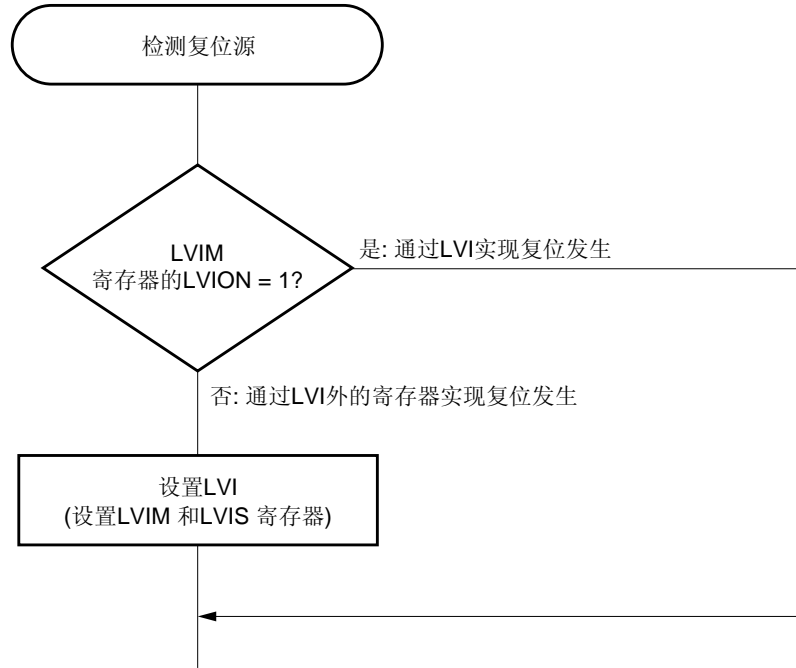 检测复位源
LVIM
寄存器的LVION = 1?
是: 通过LVI实现复位发生
否: 通过LVI外的寄存器实现复位发生
设置LVI
(设置LVIM 和LVIS 寄存器)